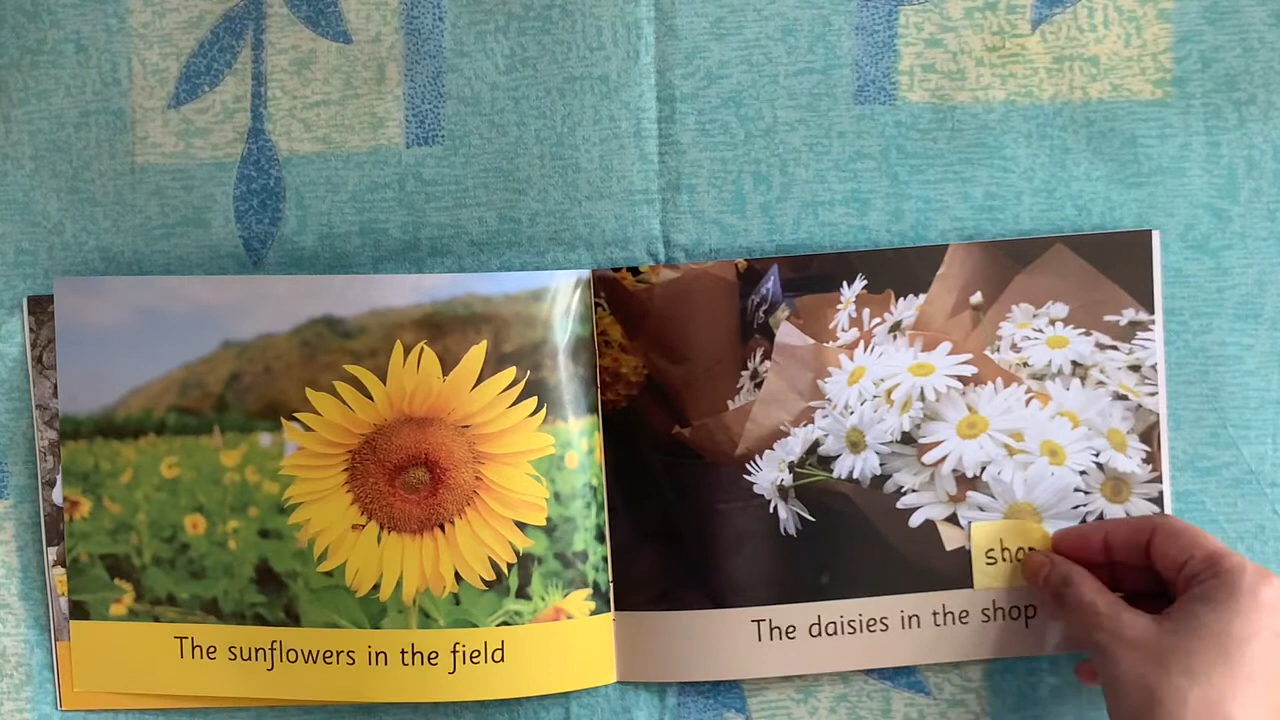 The sunflowers in the field
The daisies in the shop